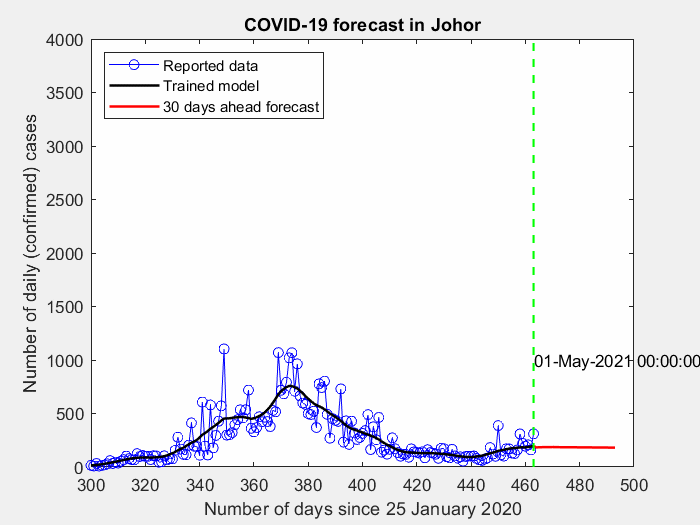 COVID-19 forecast in Johor
4000
3500
3000
2500
2000
1500
1000
500
0
Number of daily (confirmed) cases
Reported data
Trained model
30 days ahead forecast
01-May-2021 00:00:00
300 320 340 360 380 400 420 440 460 480 500
Number of days since 25 January 2020